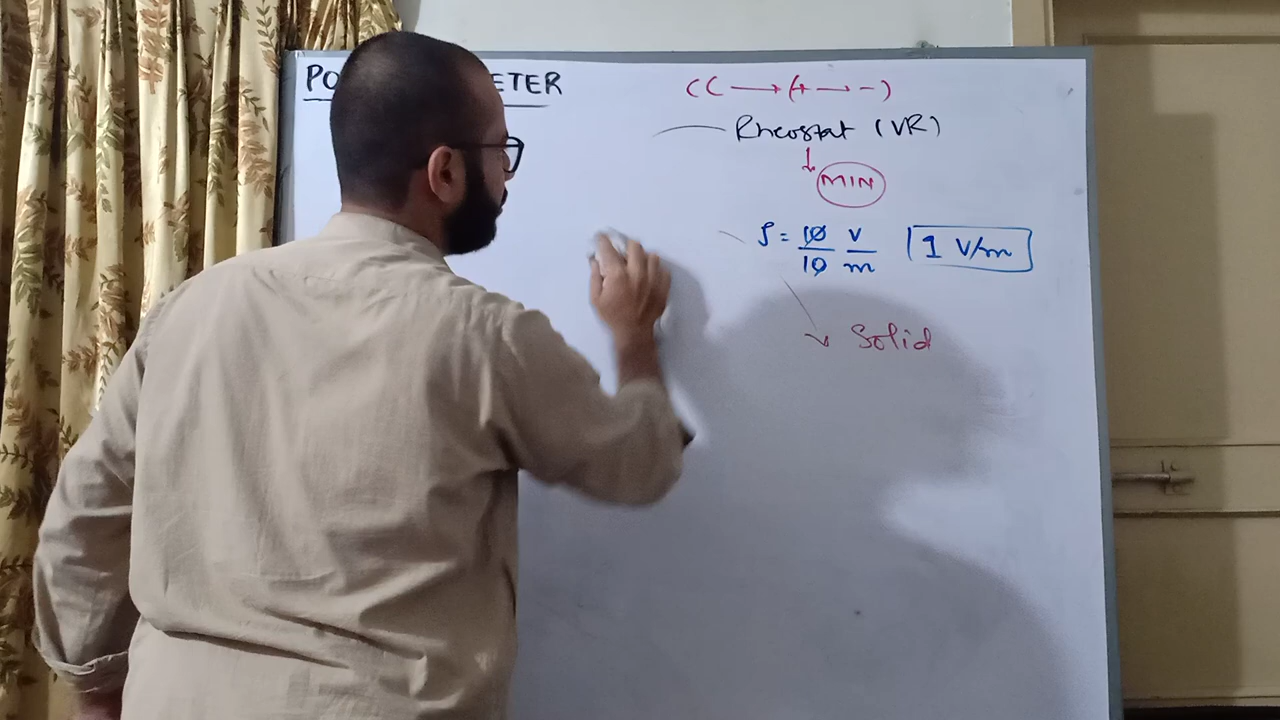 PO ETER
CC → (+ → -)
Rheostat (VR)
↓
MIN
ρ = 10/10 V/m 1 V/m
Solid